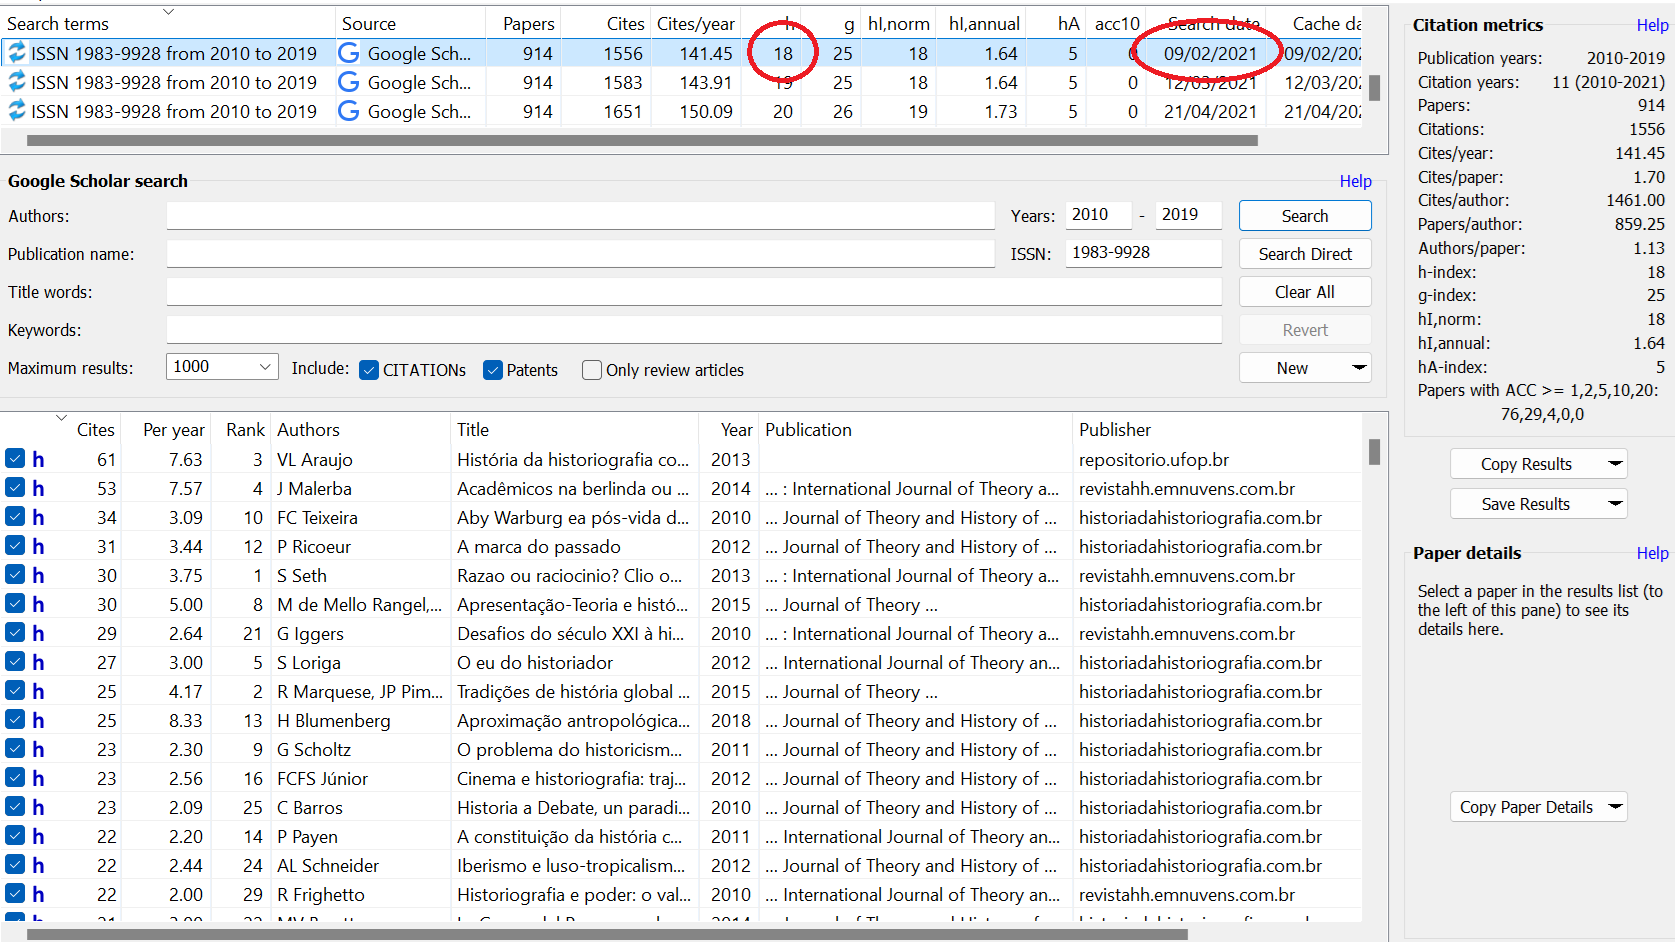 Search terms Source Papers Cites Cites/year h g hI,norm hI,annual hA acc10 Search date Cache da
ISSN 1983-9928 from 2010 to 2019 Google Sch... 914 1556 141.45 18 25 18 1.64 5 0 09/02/2021 09/02/202
ISSN 1983-9928 from 2010 to 2019 Google Sch... 914 1583 143.91 19 25 18 1.64 5 0 12/03/2021 12/03/202
ISSN 1983-9928 from 2010 to 2019 Google Sch... 914 1651 150.09 20 26 19 1.73 5 0 21/04/2021 21/04/202
Google Scholar search Help
Authors: Years: 2010 - 2019 Search
Publication name: ISSN: 1983-9928 Search Direct
Title words: Clear All
Keywords: Revert
Maximum results: 1000 Include: CITATIONs Patents Only review articles New
Cites Per year Rank Authors Title Year Publication Publisher
h 61 7.63 3 VL Araujo História da historiografia co... 2013 repositorio.ufop.br
h 53 7.57 4 J Malerba Acadêmicos na berlinda ou ... 2014 ... : International Journal of Theory a... revistahh.emnuvens.com.br
h 34 3.09 10 FC Teixeira Aby Warburg ea pós-vida d... 2010 ... Journal of Theory and History of ... historiadahistoriografia.com.br
h 31 3.44 12 P Ricoeur A marca do passado 2012 ... Journal of Theory and History of ... historiadahistoriografia.com.br
h 30 3.75 1 S Seth Razao ou raciocinio? Clio o... 2013 ... : International Journal of Theory a... revistahh.emnuvens.com.br
h 30 5.00 8 M de Mello Rangel,... Apresentação-Teoria e histó... 2015 ... Journal of Theory ... historiadahistoriografia.com.br
h 29 2.64 21 G Iggers Desafios do século XXI à hi... 2010 ... : International Journal of Theory a... revistahh.emnuvens.com.br
h 27 3.00 5 S Loriga O eu do historiador 2012 ... International Journal of Theory an... historiadahistoriografia.com.br
h 25 4.17 2 R Marquese, JP Pim... Tradições de história global ... 2015 ... Journal of Theory ... historiadahistoriografia.com.br
h 25 8.33 13 H Blumenberg Aproximação antropológica... 2018 ... Journal of Theory and History of ... historiadahistoriografia.com.br
h 23 2.30 9 G Scholtz O problema do historicism... 2011 ... Journal of Theory and History of ... historiadahistoriografia.com.br
h 23 2.56 16 FCFS Júnior Cinema e historiografia: traj... 2012 ... Journal of Theory and History of ... historiadahistoriografia.com.br
h 23 2.09 25 C Barros Historia a Debate, un paradi... 2010 ... Journal of Theory and History of ... historiadahistoriografia.com.br
h 22 2.20 14 P Payen A constituição da história c... 2011 ... International Journal of Theory an... historiadahistoriografia.com.br
h 22 2.44 24 AL Schneider Iberismo e luso-tropicalism... 2012 ... Journal of Theory and History of ... historiadahistoriografia.com.br
h 22 2.00 29 R Frighetto Historiografia e poder: o val... 2010 ... International Journal of Theory an... revistahh.emnuvens.com.br
Citation metrics Help
Publication years: 2010-2019
Citation years: 11 (2010-2021)
Papers: 914
Citations: 1556
Cites/year: 141.45
Cites/paper: 1.70
Cites/author: 1461.00
Papers/author: 859.25
Authors/paper: 1.13
h-index: 18
g-index: 25
hI,norm: 18
hI,annual: 1.64
hA-index: 5
Papers with ACC >= 1,2,5,10,20:
76,29,4,0,0
Copy Results
Save Results
Paper details Help
Select a paper in the results list (to
the left of this pane) to see its
details here.
Copy Paper Details